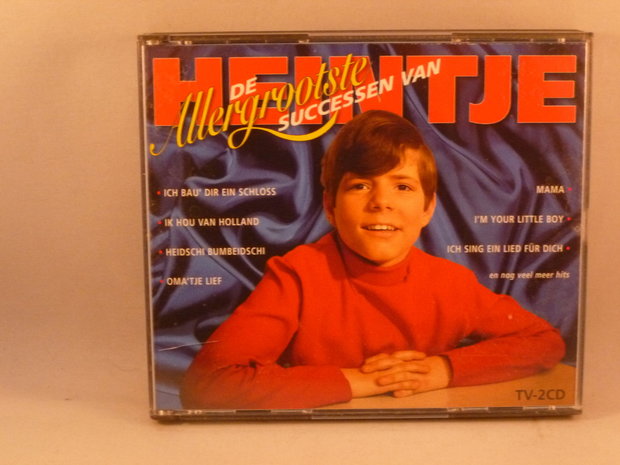 HEINTJE
DE
Allergrootste
SUCCESSEN VAN
• ICH BAU' DIR EIN SCHLOSS
• IK HOU VAN HOLLAND
• HEIDSCHI BUMBEIDSCHI
• OMA'TJE LIEF
MAMA •
I'M YOUR LITTLE BOY •
ICH SING EIN LIED FÜR DICH •
en nog veel meer hits
TV-2CD